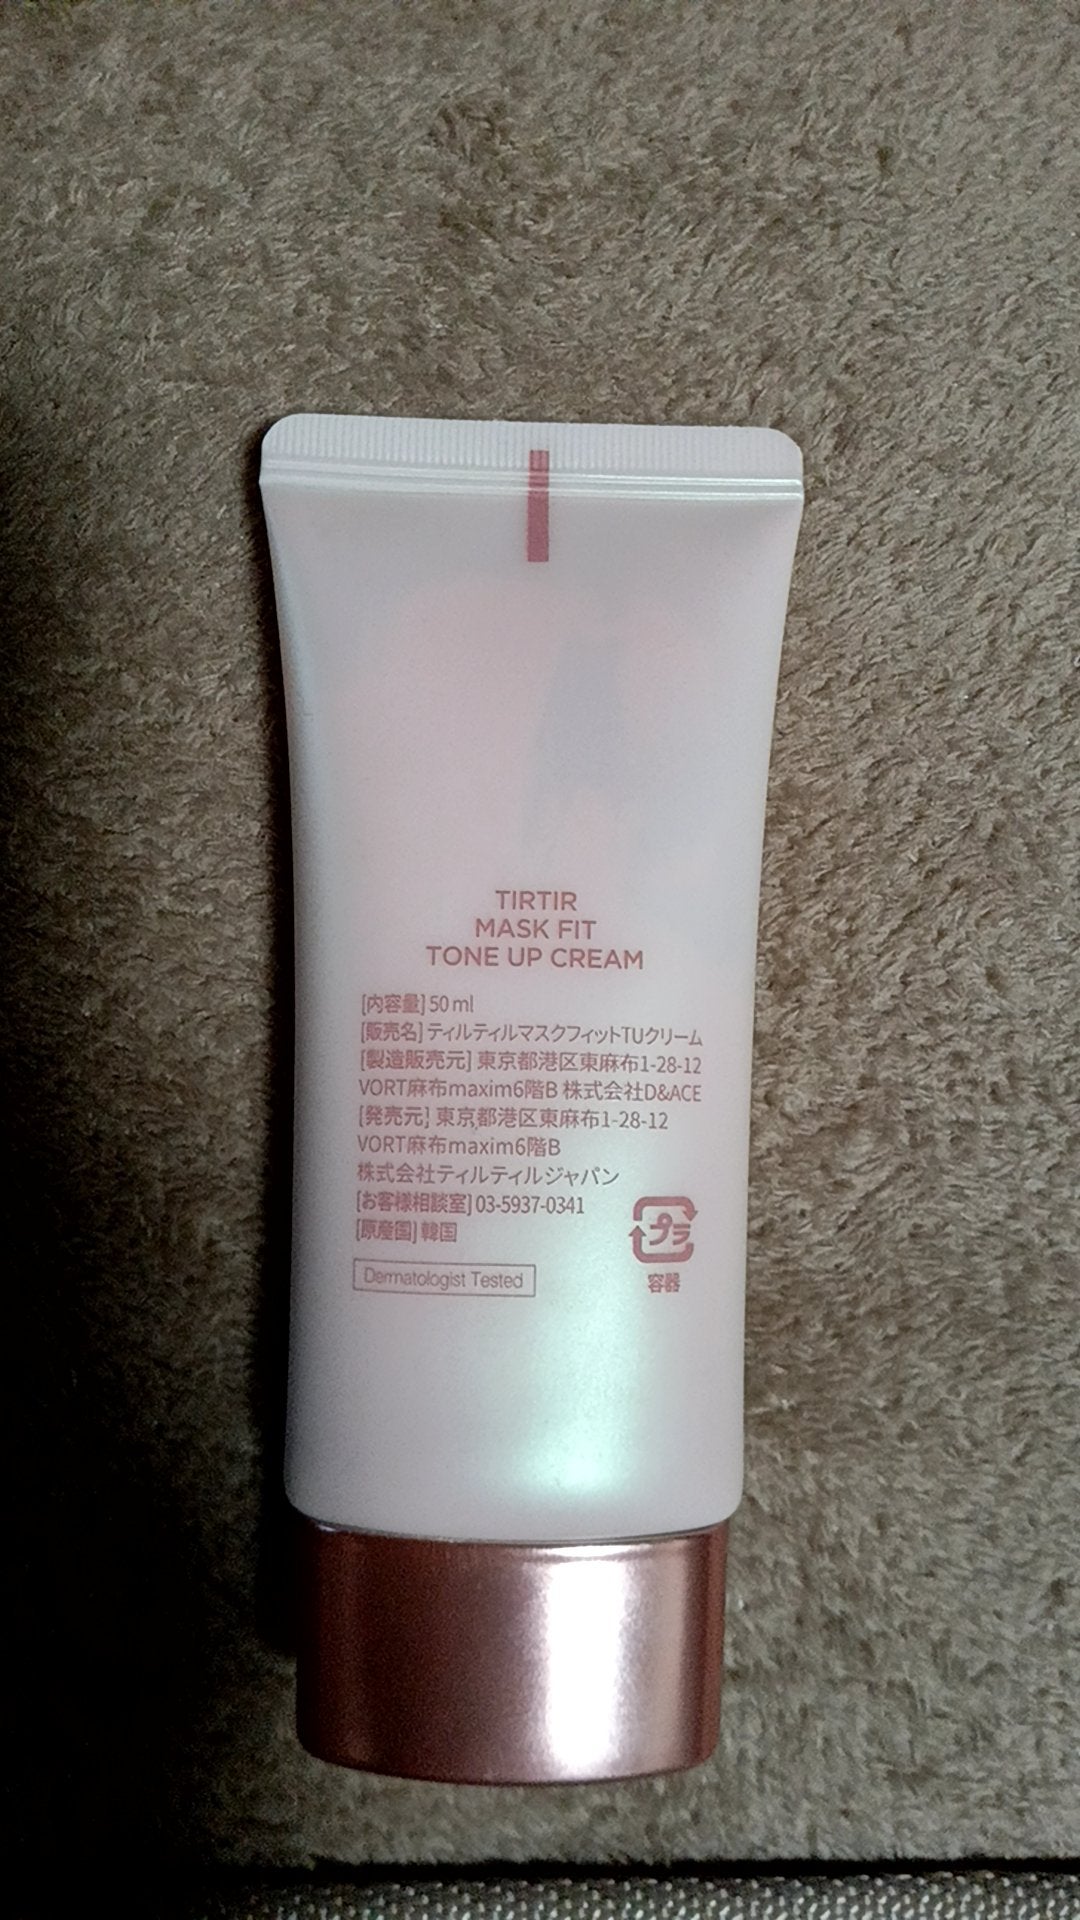 TIRTIR
MASK FIT
TONE UP CREAM
[内容量] 50 ml
[販売名] ティルティルマスクフィットTUクリーム
[製造販売元] 東京都港区東麻布1-28-12
VORT麻布maxim6階B 株式会社D&ACE
[発売元] 東京都港区東麻布1-28-12
VORT麻布maxim6階B
株式会社ティルティルジャパン
[お客様相談室] 03-5937-0341
[原産国] 韓国
プラ
Dermatologist Tested
容器